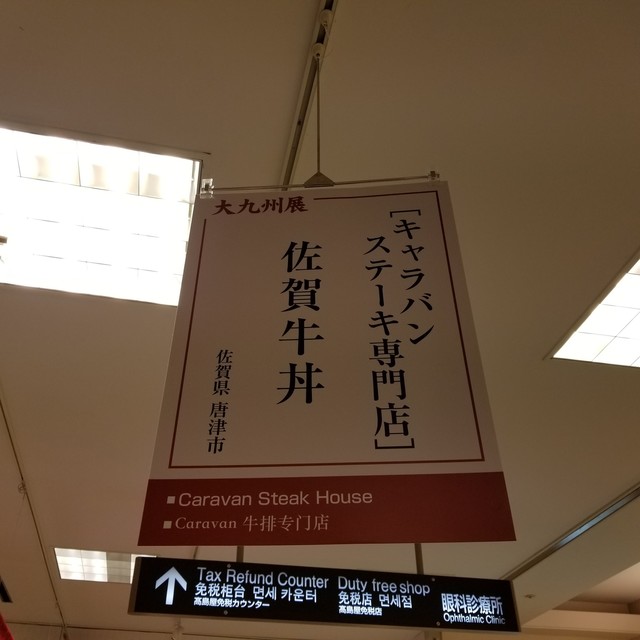 大九州展
［キャラバン
ステーキ専門店］
佐賀牛丼
佐賀県 唐津市
■Caravan Steak House
■Caravan 牛排专门店
Tax Refund Counter
免税柜台 면세 카운터
高島屋免税カウンター
Duty free shop
免税店 면세점
高島屋免税店
眼科診療所
Ophthalmic Clinic